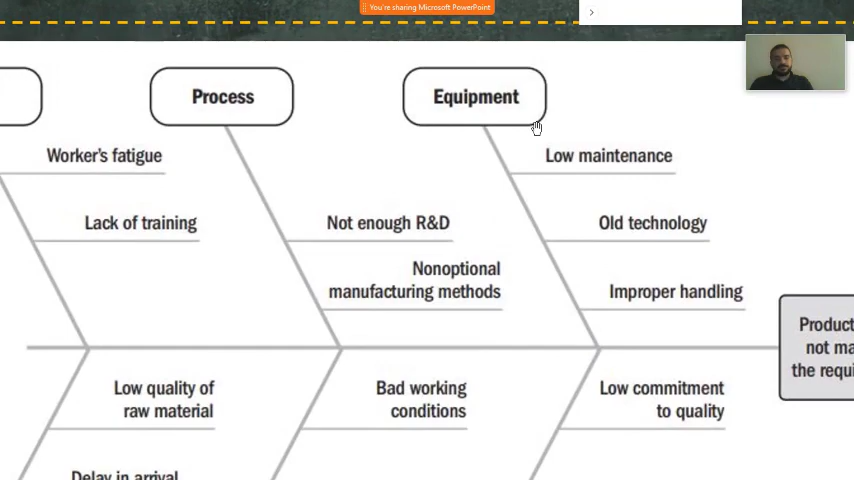 You're sharing Microsoft PowerPoint
Process
Equipment
Worker's fatigue
Low maintenance
Lack of training
Not enough R&D
Old technology
Nonoptional
manufacturing methods
Improper handling
Product
not ma
the requi
Low quality of
raw material
Bad working
conditions
Low commitment
to quality
Delay in arrival